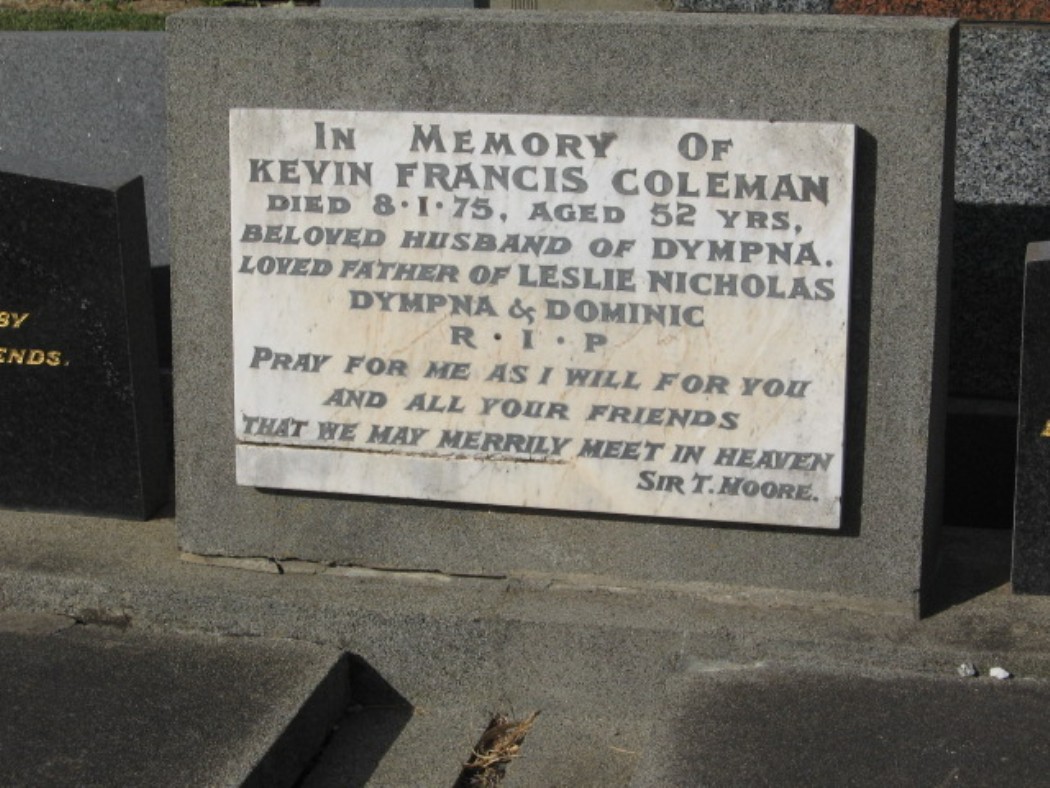 In Memory Of
KEVIN FRANCIS COLEMAN
DIED 8·1·75, AGED 52 YRS,
BELOVED HUSBAND OF DYMPNA.
LOVED FATHER OF LESLIE NICHOLAS
DYMPNA & DOMINIC
R·I·P
PRAY FOR ME AS I WILL FOR YOU
AND ALL YOUR FRIENDS
THAT WE MAY MERRILY MEET IN HEAVEN
SIR T. MOORE.
BY
ENDS.